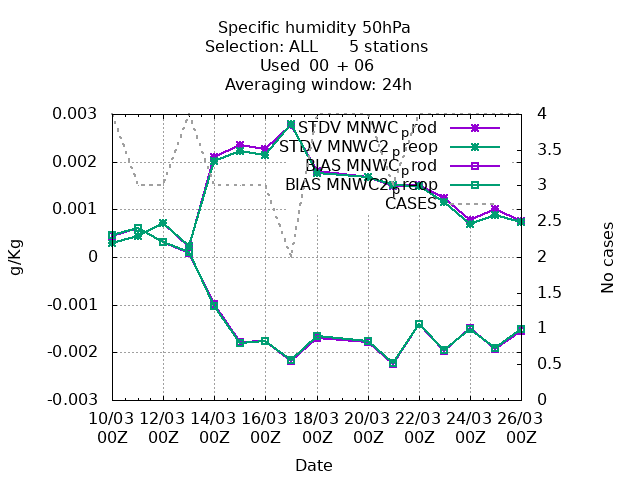 Specific humidity 50hPa
Selection: ALL      5 stations
Used  00 + 06
Averaging window: 24h
g/Kg
0.003
0.002
0.001
0
-0.001
-0.002
-0.003
STDV MNWC_prod
STDV MNWC2_preop
BIAS MNWC_prod
BIAS MNWC2_preop
CASES
4
3.5
3
2.5
2
1.5
1
0.5
0
No cases
10/03 12/03 14/03 16/03 18/03 20/03 22/03 24/03 26/03
00Z 00Z 00Z 00Z 00Z 00Z 00Z 00Z 00Z
Date